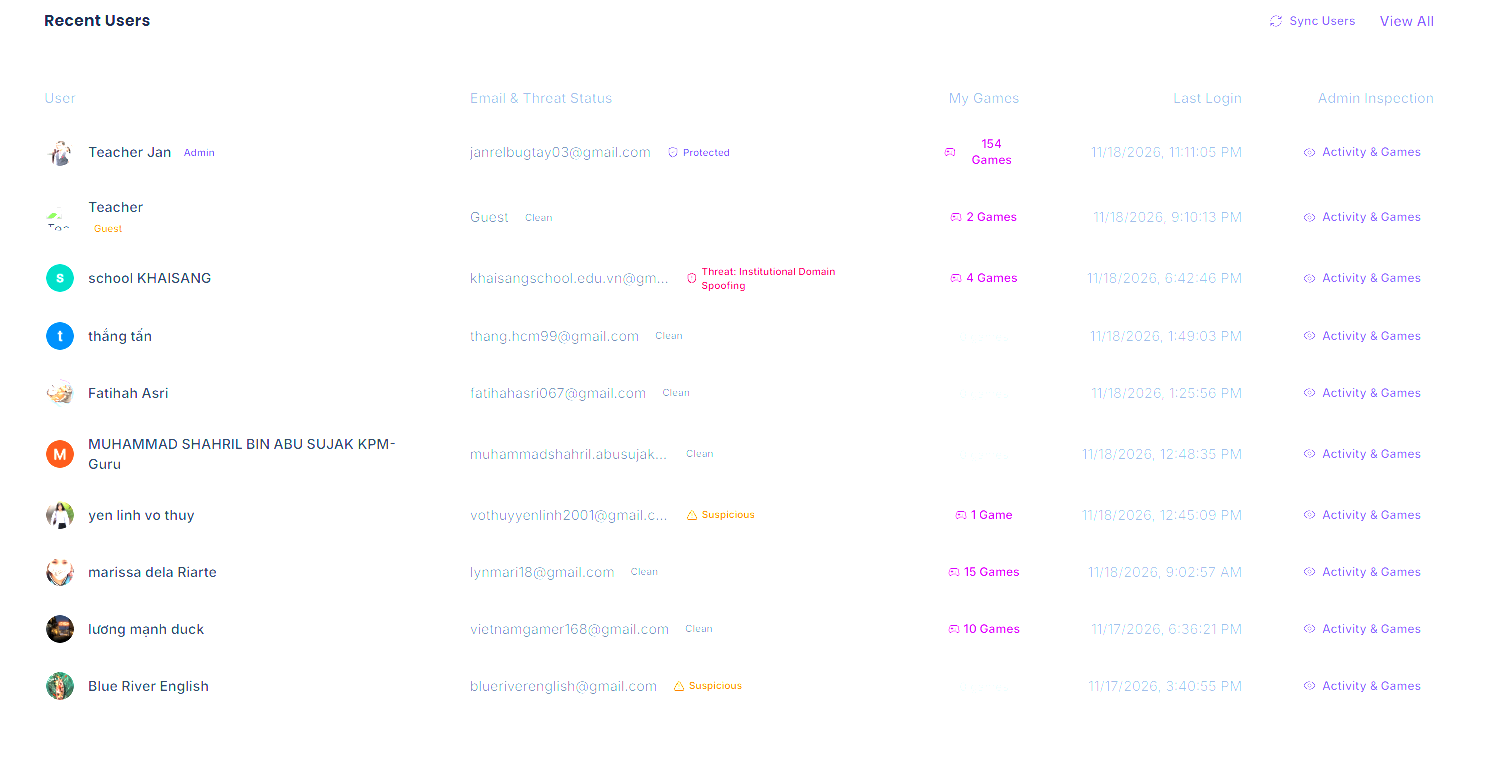 Recent Users
Sync Users
View All
User
Email & Threat Status
My Games
Last Login
Admin Inspection
Teacher Jan
Admin
janrelbugtay03@gmail.com
Protected
154
Games
11/18/2026, 11:11:05 PM
Activity & Games
Teacher
Guest
Guest
Clean
2 Games
11/18/2026, 9:10:13 PM
Activity & Games
S
school KHAISANG
khaisangschool.edu.vn@gm...
Threat: Institutional Domain
Spoofing
4 Games
11/18/2026, 6:42:46 PM
Activity & Games
t
thắng tấn
thang.hcm99@gmail.com
Clean
11/18/2026, 1:49:03 PM
Activity & Games
Fatihah Asri
fatihahasri067@gmail.com
Clean
11/18/2026, 1:25:56 PM
Activity & Games
M
MUHAMMAD SHAHRIL BIN ABU SUJAK KPM-
Guru
muhammadshahril.abusujak...
Clean
11/18/2026, 12:48:35 PM
Activity & Games
yen linh vo thuy
vothuyyenlinh2001@gmail.c...
Suspicious
1 Game
11/18/2026, 12:45:09 PM
Activity & Games
marissa dela Riarte
lynmari18@gmail.com
Clean
15 Games
11/18/2026, 9:02:57 AM
Activity & Games
lương mạnh duck
vietnamgamer168@gmail.com
Clean
10 Games
11/17/2026, 6:36:21 PM
Activity & Games
Blue River English
blueriverenglish@gmail.com
Suspicious
11/17/2026, 3:40:55 PM
Activity & Games